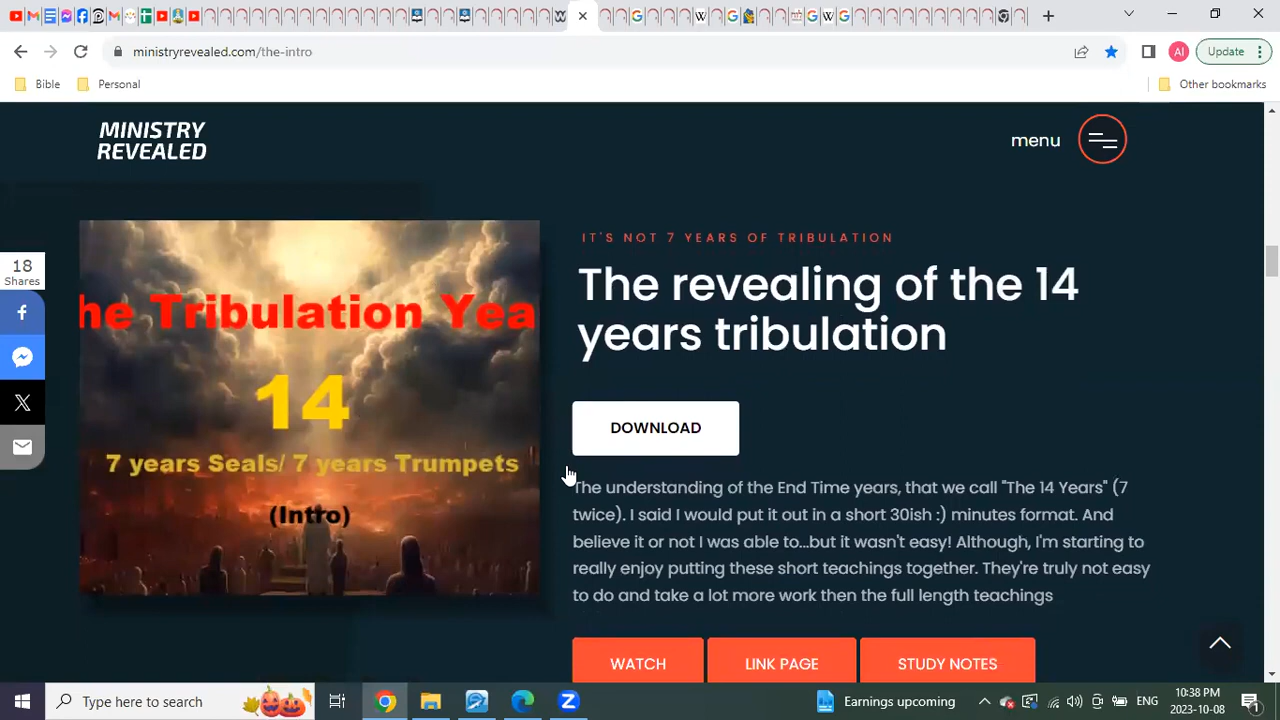 ministryrevealed.com/the-intro
AI
Update
Bible
Personal
Other bookmarks
MINISTRY
REVEALED
menu
18
Shares
he Tribulation Yea
14
7 years Seals/ 7 years Trumpets
(Intro)
IT'S NOT 7 YEARS OF TRIBULATION
The revealing of the 14
years tribulation
DOWNLOAD
The understanding of the End Time years, that we call "The 14 Years" (7
twice). I said I would put it out in a short 30ish :) minutes format. And
believe it or not I was able to...but it wasn't easy! Although, I'm starting to
really enjoy putting these short teachings together. They're truly not easy
to do and take a lot more work then the full length teachings
WATCH
LINK PAGE
STUDY NOTES
Type here to search
Earnings upcoming
ENG
10:38 PM
2023-10-08
1